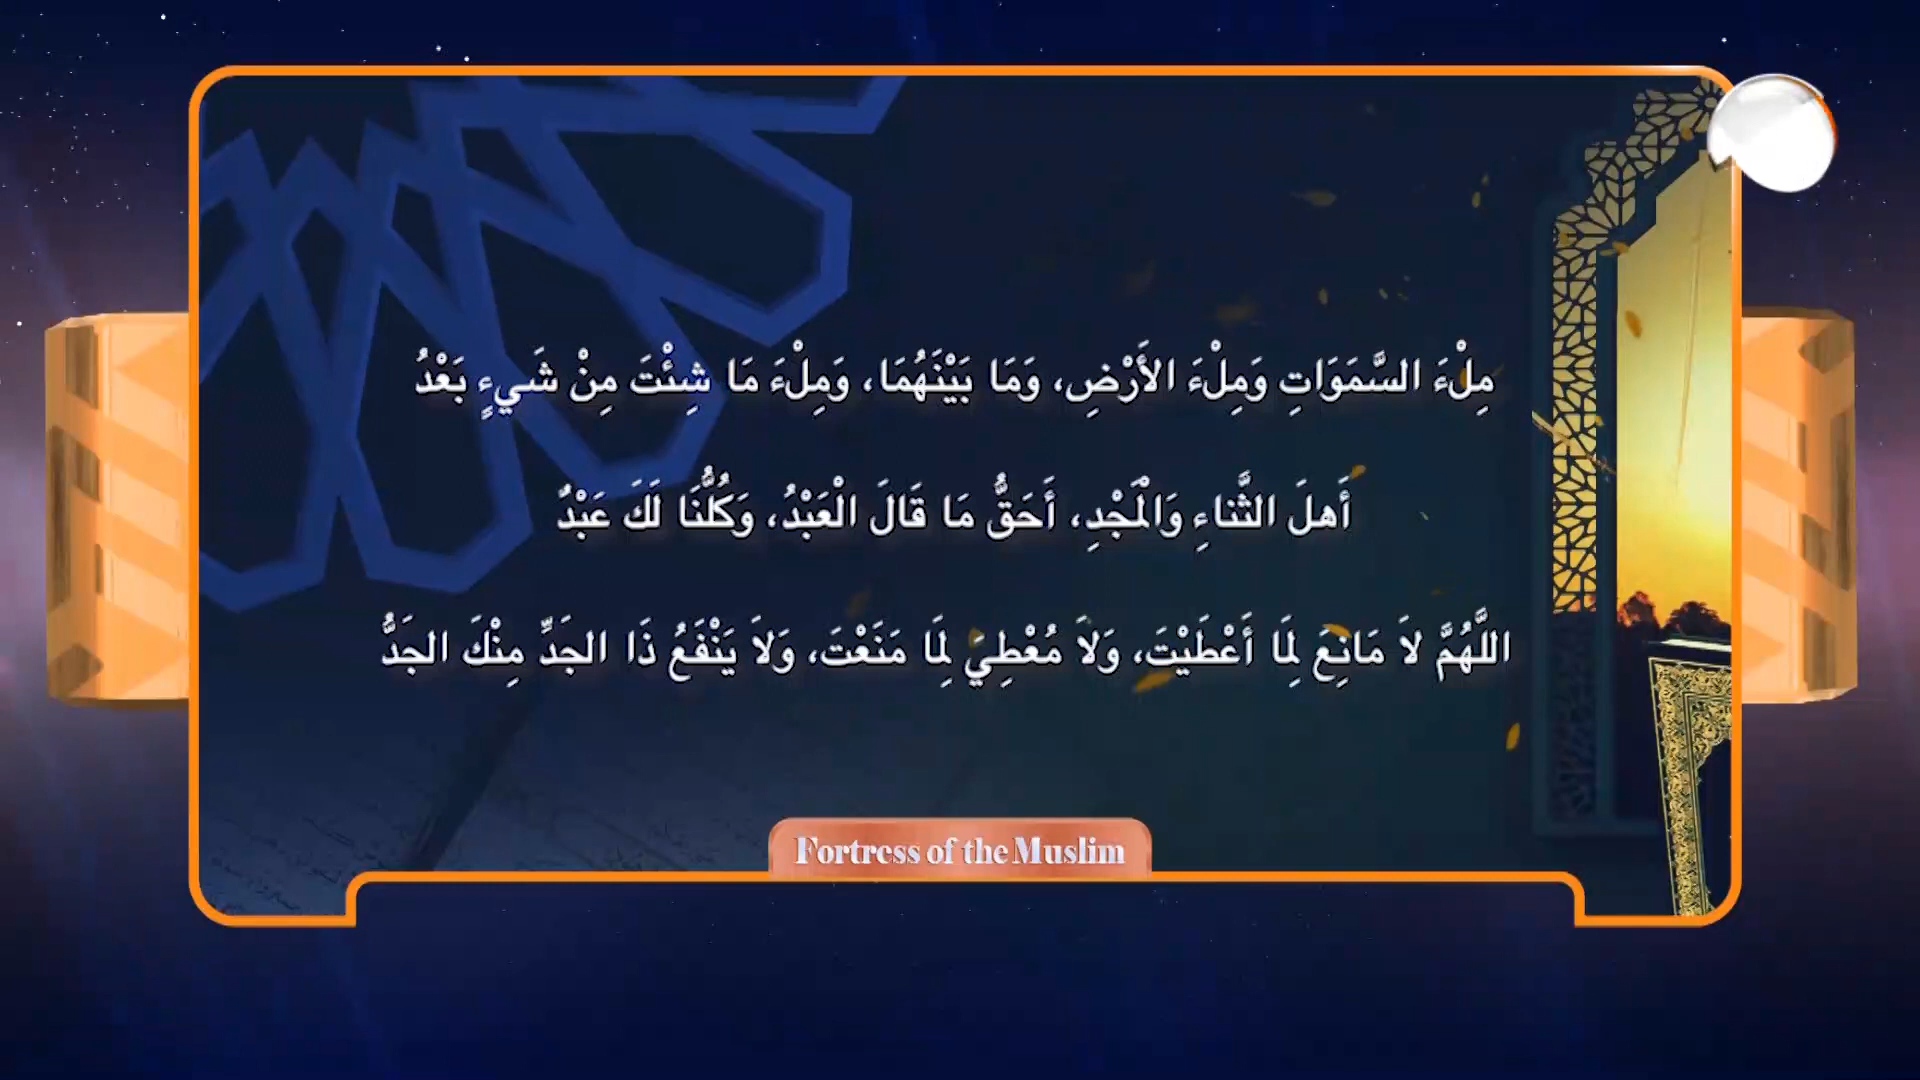 مِلْءَ السَّمَوَاتِ وَمِلْءَ الأَرْضِ، وَمَا بَيْنَهُمَا، وَمِلْءَ مَا شِئْتَ مِنْ شَيءٍ بَعْدُ
أَهلَ الثَّناءِ وَالْمَجْدِ، أَحَقُّ مَا قَالَ الْعَبْدُ، وَكُلُّنَا لَكَ عَبْدٌ
اللَّهُمَّ لاَ مَانِعَ لِمَا أَعْطَيْتَ، وَلاَ مُعْطِيَ لِمَا مَنَعْتَ، وَلاَ يَنْفَعُ ذَا الجَدِّ مِنْكَ الجَدُّ
Fortress of the Muslim